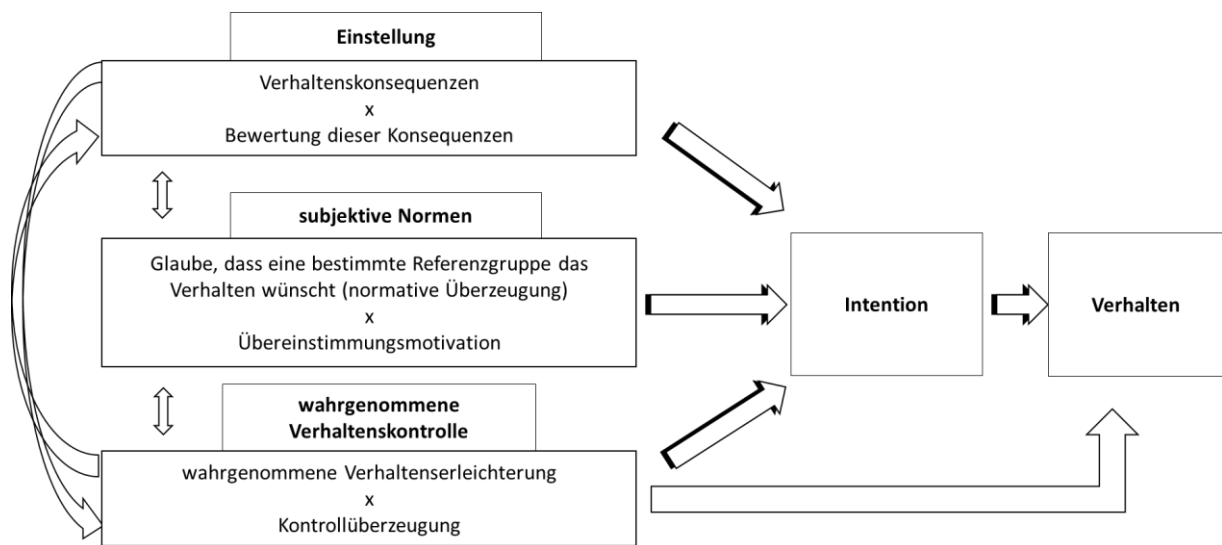 Einstellung
Verhaltenskonsequenzen
x
Bewertung dieser Konsequenzen
subjektive Normen
Glaube, dass eine bestimmte Referenzgruppe das
Verhalten wünscht (normative Überzeugung)
x
Übereinstimmungsmotivation
wahrgenommene
Verhaltenskontrolle
wahrgenommene Verhaltenserleichterung
x
Kontrollüberzeugung
Intention
Verhalten